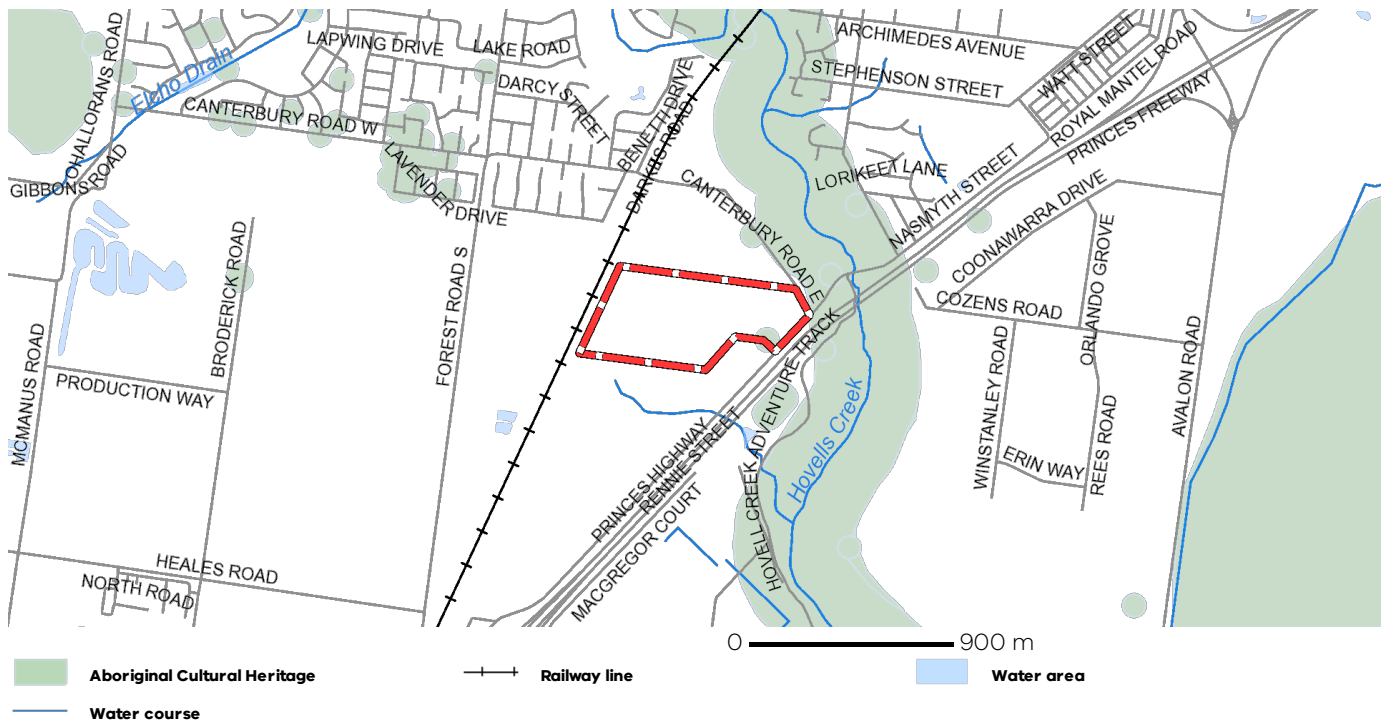 OHALLORANS ROAD
Elcho Drain
LAPWING DRIVE
LAKE ROAD
DARCY STREET
CANTERBURY ROAD W
LAVENDER DRIVE
GIBBONS ROAD
BENETTI DRIVE
DARKES ROAD
ARCHIMEDES AVENUE
STEPHENSON STREET
WATT STREET
ROYAL MANTEL ROAD
PRINCES FREEWAY
LORIKEET LANE
NASMYTH STREET
COONAWARRA DRIVE
CANTERBURY ROAD E
COZENS ROAD
ORLANDO GROVE
BRODERICK ROAD
FOREST ROAD S
MCMANUS ROAD
PRODUCTION WAY
WINSTANLEY ROAD
AVALON ROAD
ERIN WAY
REES ROAD
Hovells Creek
HOVELL CREEK ADVENTURE TRACK
PRINCES HIGHWAY
RENNIE STREET
MACGREGOR COURT
HOVELL CREEK
HEALES ROAD
NORTH ROAD
0 900 m
Aboriginal Cultural Heritage
Railway line
Water area
Water course